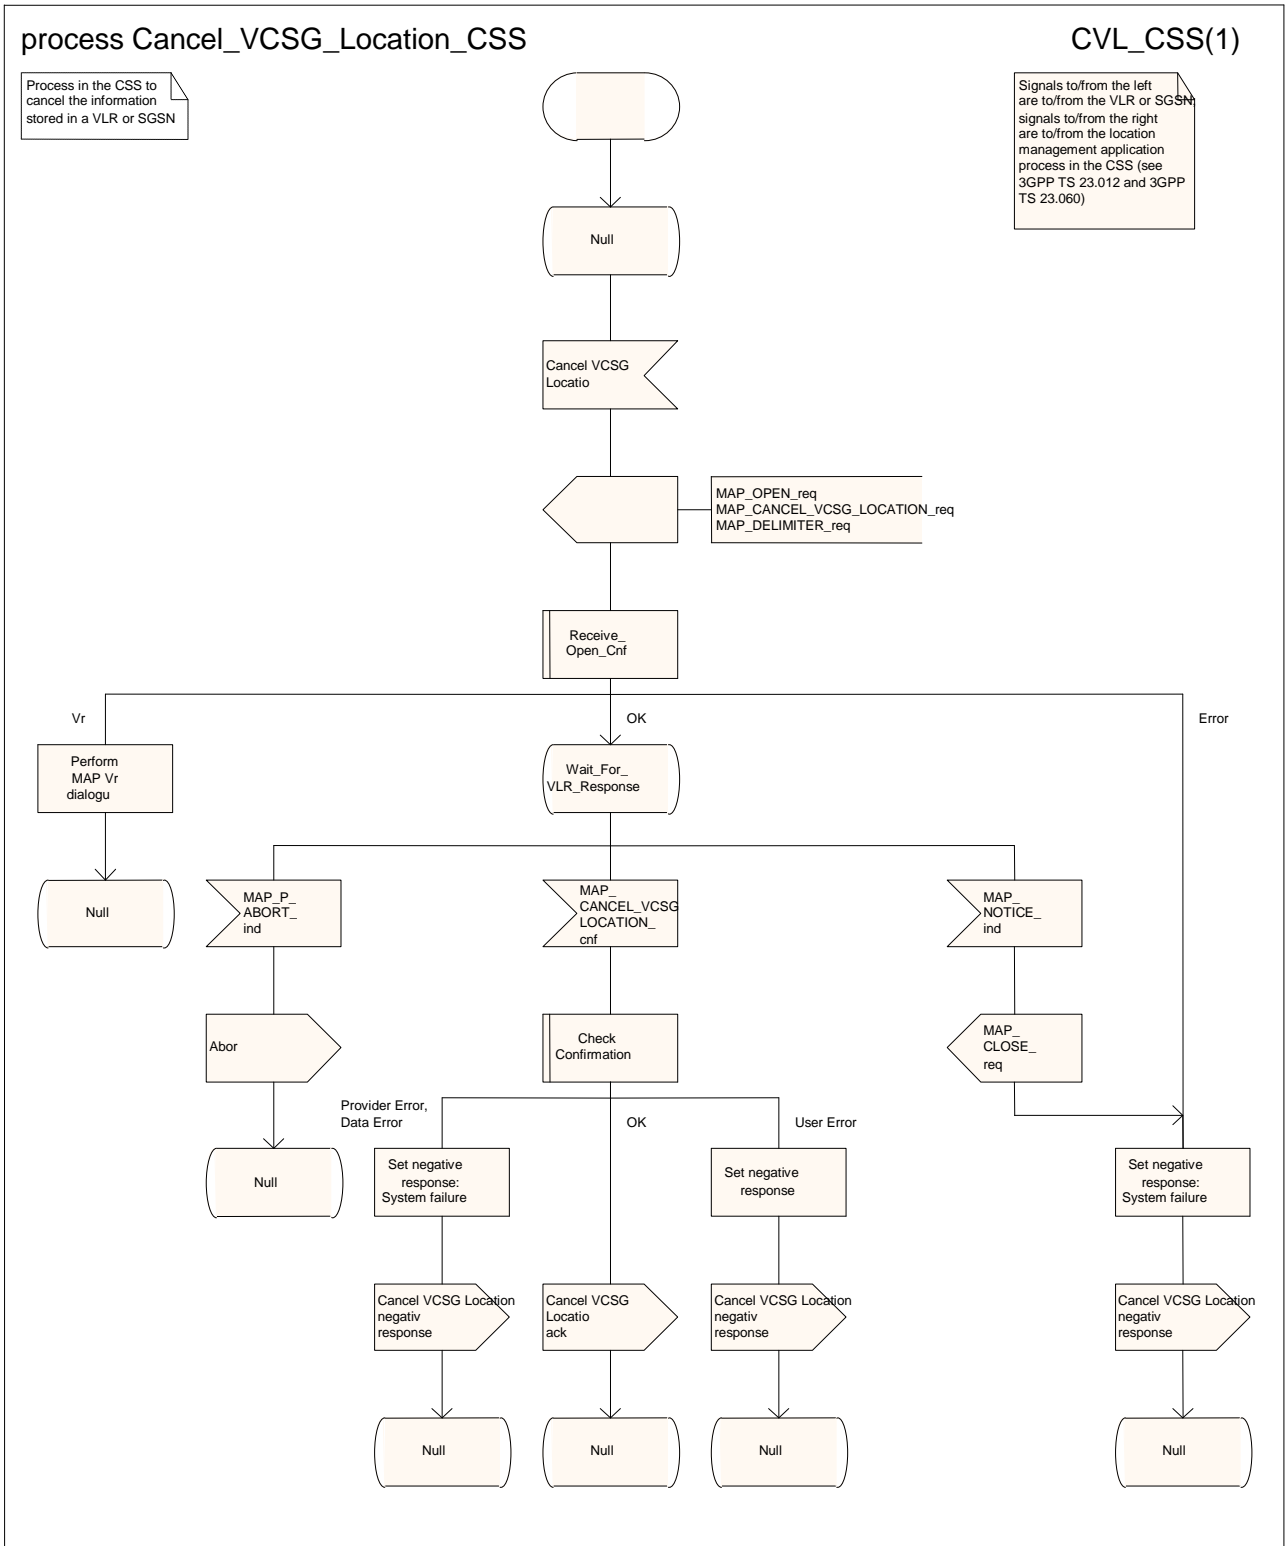 process Cancel_VCSG_Location_CSS
CVL_CSS(1)
Process in the CSS to
cancel the information
stored in a VLR or SGSN
Signals to/from the left
are to/from the VLR or SGSN
signals to/from the right
are to/from the location
management application
process in the CSS (see
3GPP TS 23.012 and 3GPP
TS 23.060)
Null
Cancel VCSG
Locatio
MAP_OPEN_req
MAP_CANCEL_VCSG_LOCATION_req
MAP_DELIMITER_req
Receive_
Open_Cnf
Vr
OK
Error
Perform
MAP Vr
dialogu
Wait_For_
VLR_Response
Null
MAP_P_
ABORT_
ind
MAP_
CANCEL_VCSG
LOCATION_
cnf
MAP_
NOTICE_
ind
Abor
Check
Confirmation
MAP_
CLOSE_
req
Provider Error,
Data Error
OK
User Error
Null
Set negative
response:
System failure
Set negative
response
Set negative
response:
System failure
Cancel VCSG Location
negativ
response
Cancel VCSG
Locatio
ack
Cancel VCSG Location
negativ
response
Cancel VCSG Location
negativ
response
Null
Null
Null
Null